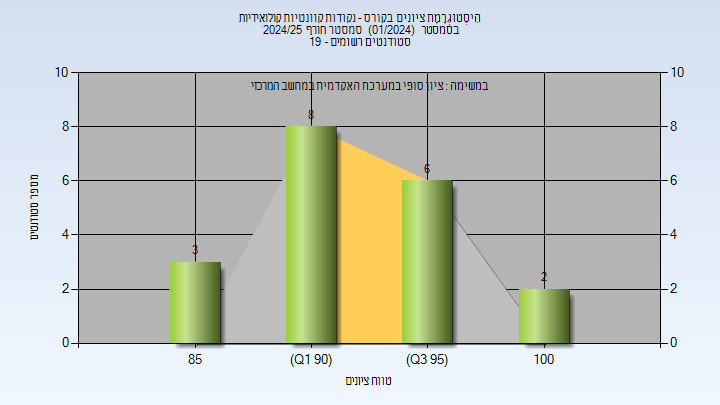 היסטוגרמת ציונים בקורס - נקודות קוונטיות קולואידיות
בסמסטר (01/2024) סמסטר חורף 2024/25
סטודנטים רשומים - 19
במשימה : ציון סופי במערכת האקדמית במחשב המרכזי
10 10
8 8
6 6
4 4
2 2
0 0
3
8
6
2
מספר סטודנטים
85 (Q1 90) (Q3 95) 100
טווח ציונים